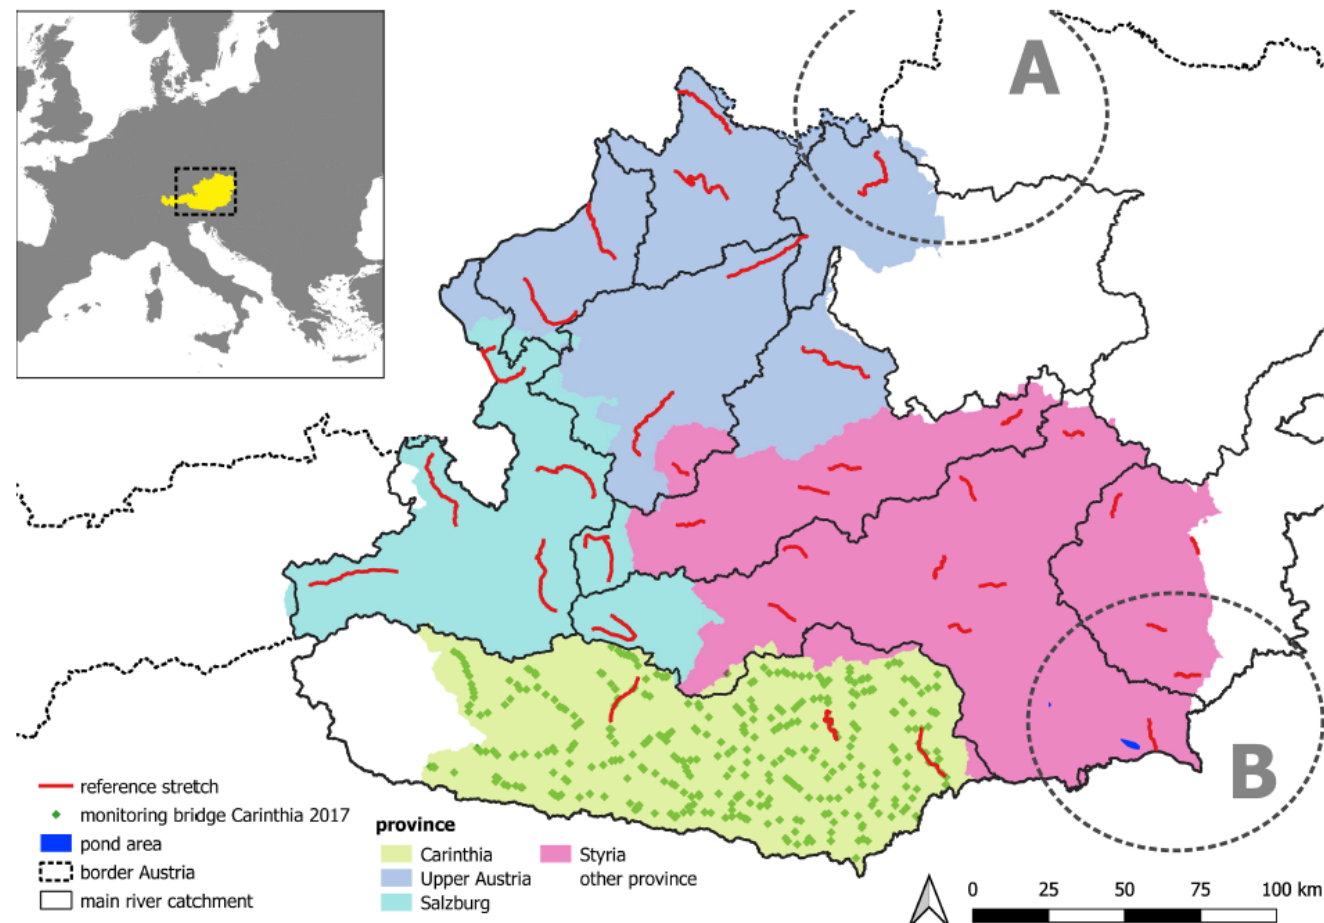 A
B
reference stretch
monitoring bridge Carinthia 2017
pond area
border Austria
main river catchment
province
Carinthia
Upper Austria
Salzburg
Styria
other province
0 25 50 75 100 km